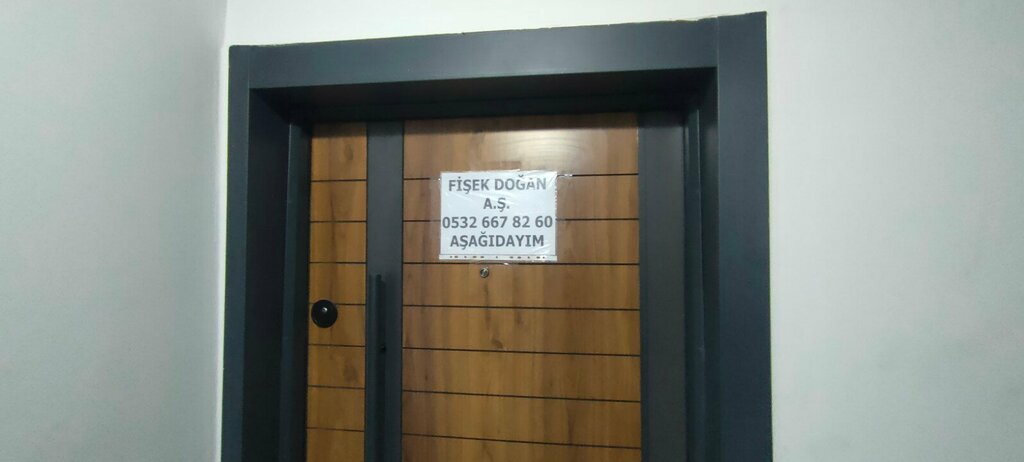 FİŞEK DOĞAN
A.Ş.
0532 667 82 60
AŞAĞIDAYIM